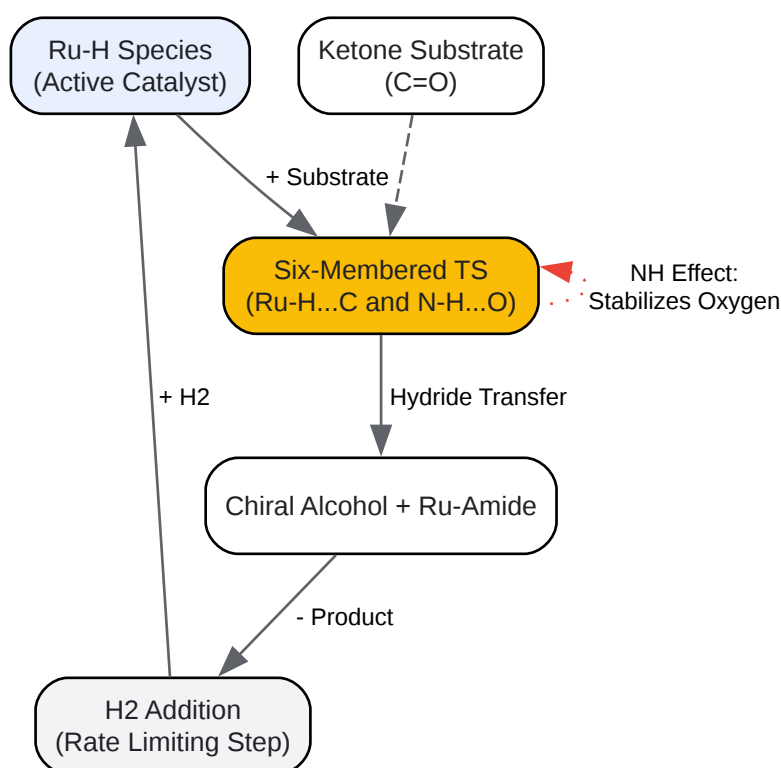 Ru-H Species
(Active Catalyst)
Ketone Substrate
(C=O)
+ Substrate
Six-Membered TS
(Ru-H...C and N-H...O)
NH Effect:
Stabilizes Oxygen
+ H2
Hydride Transfer
Chiral Alcohol + Ru-Amide
- Product
H2 Addition
(Rate Limiting Step)